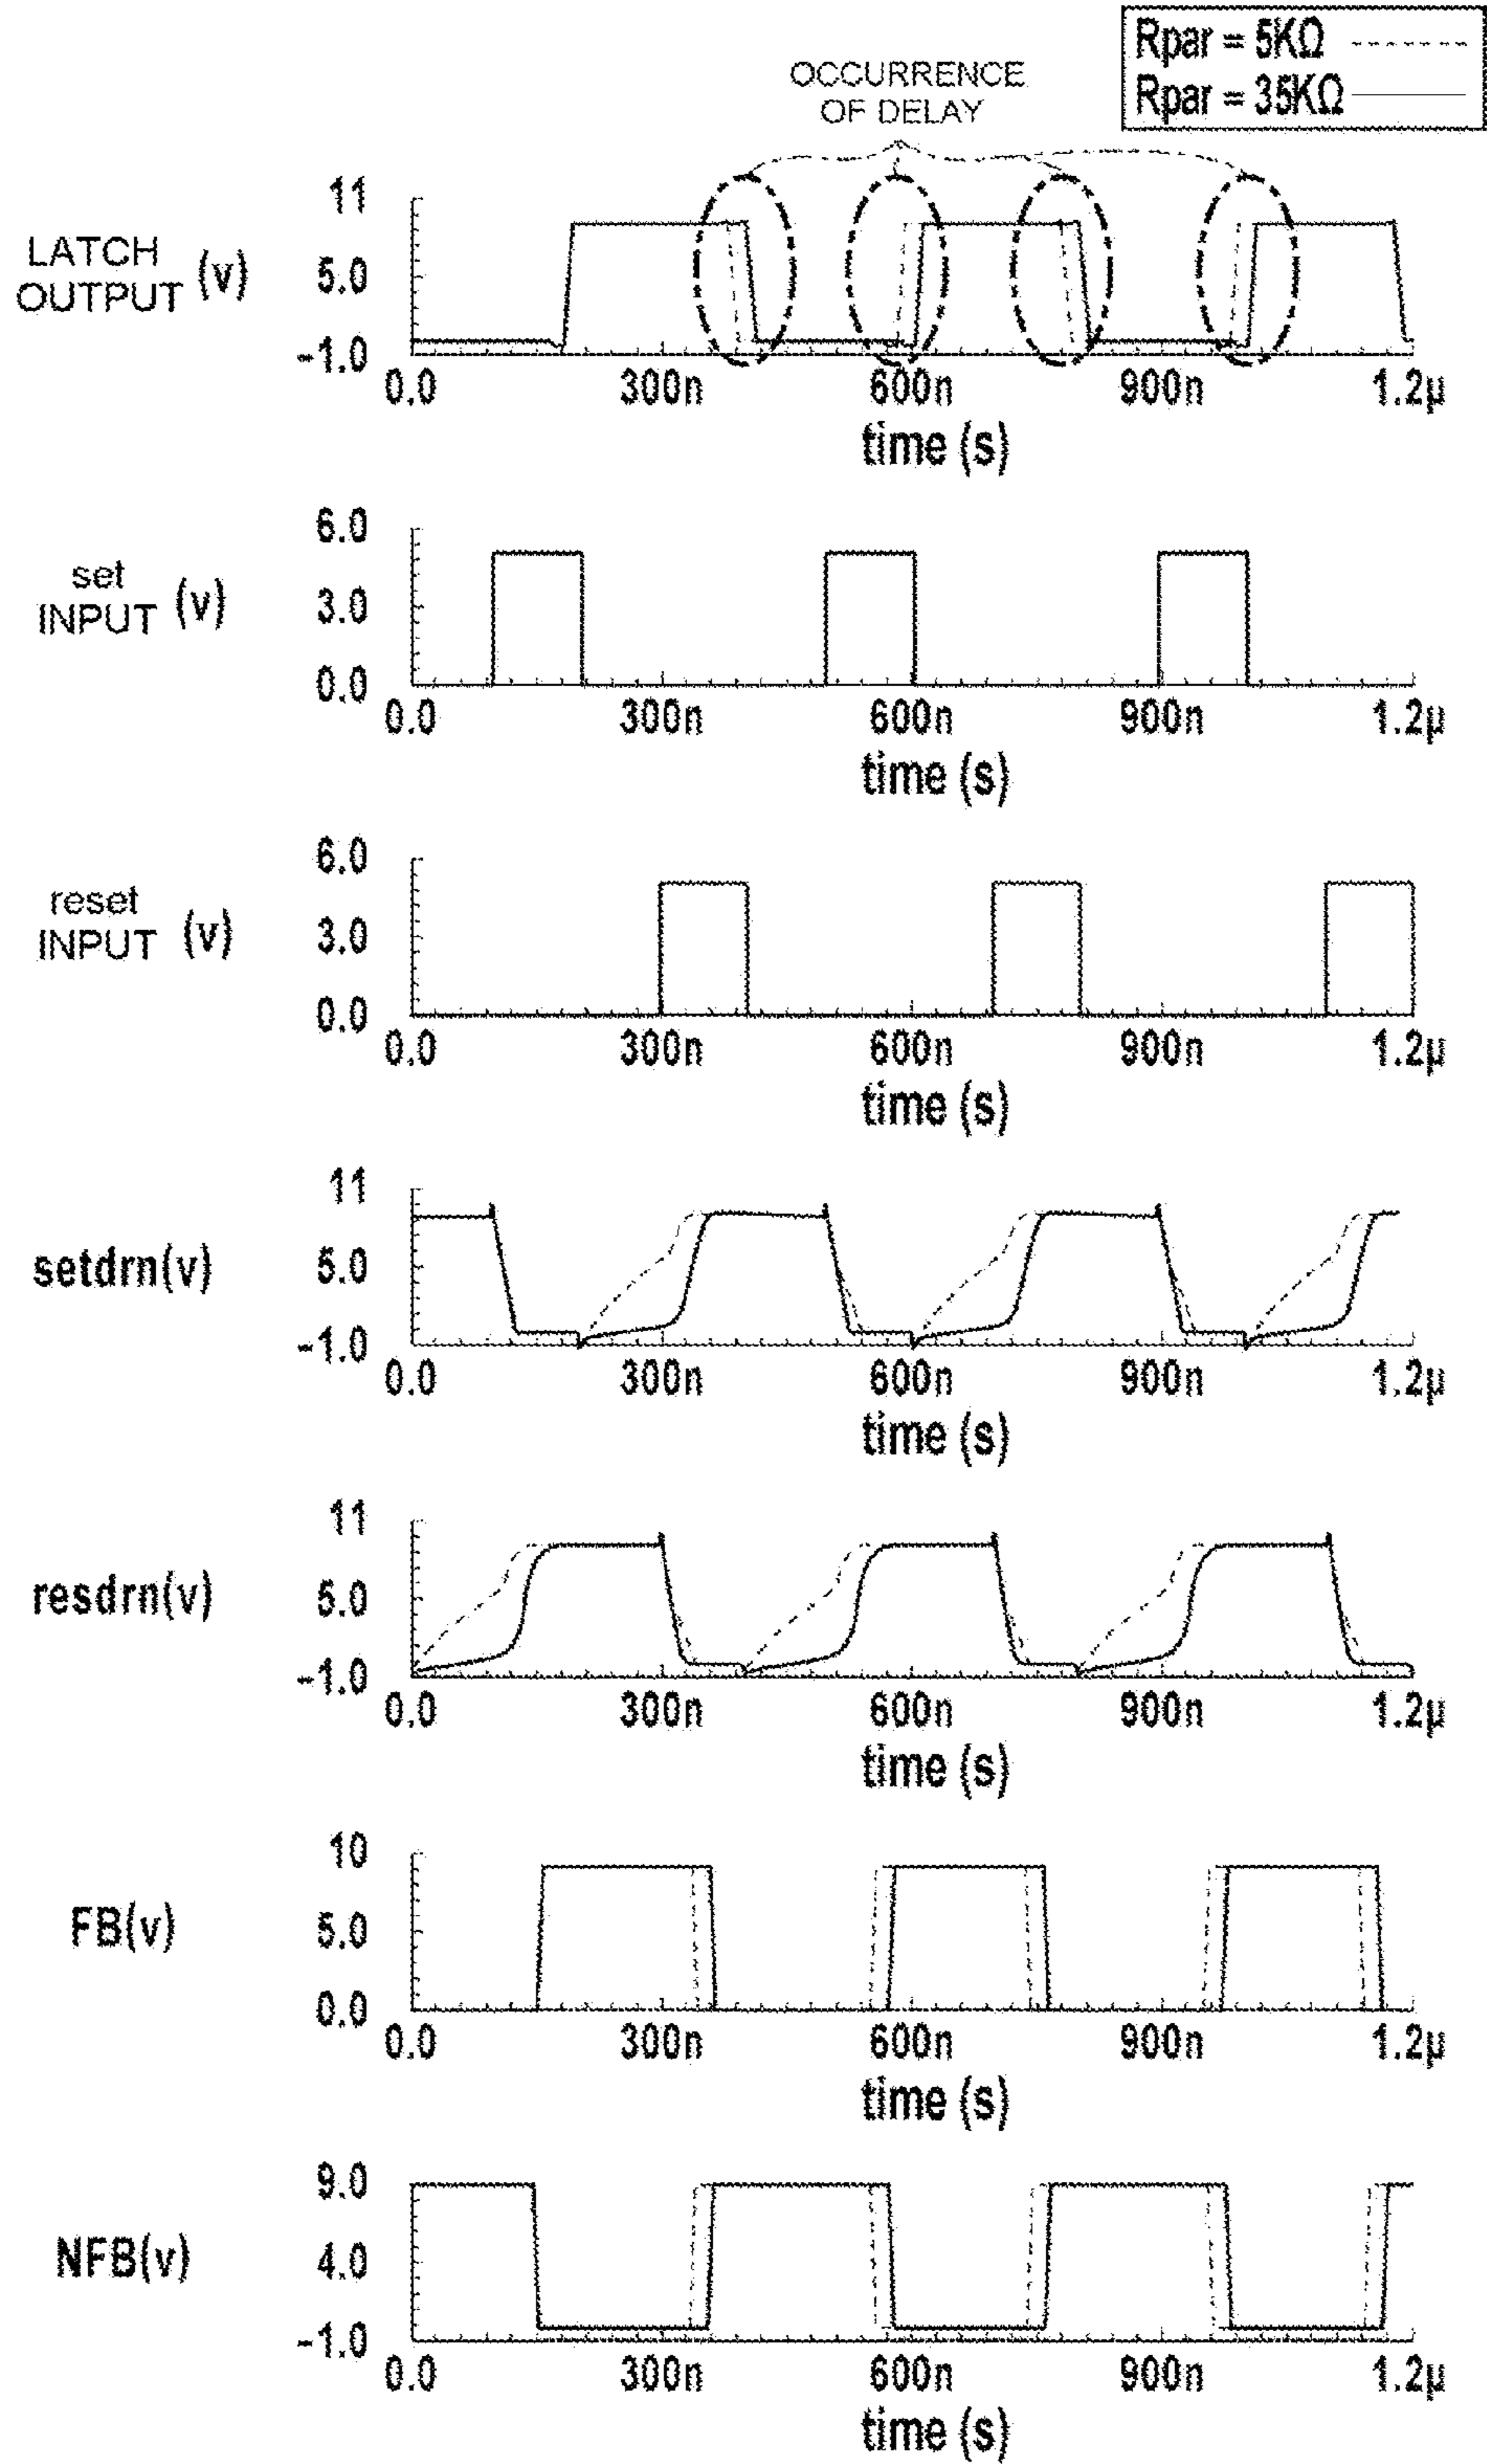 Rpar = 5KΩ
Rpar = 35KΩ
OCCURRENCE
OF DELAY
LATCH
OUTPUT (v)
11
5.0
-1.0
0.0 300n 600n 900n 1.2μ
time (s)
set
INPUT (v)
6.0
3.0
0.0
0.0 300n 600n 900n 1.2μ
time (s)
reset
INPUT (v)
6.0
3.0
0.0
0.0 300n 600n 900n 1.2μ
time (s)
setdrn(v)
11
5.0
-1.0
0.0 300n 600n 900n 1.2μ
time (s)
resdrn(v)
11
5.0
-1.0
0.0 300n 600n 900n 1.2μ
time (s)
FB(v)
10
5.0
0.0
0.0 300n 600n 900n 1.2μ
time (s)
NFB(v)
9.0
4.0
-1.0
0.0 300n 600n 900n 1.2μ
time (s)